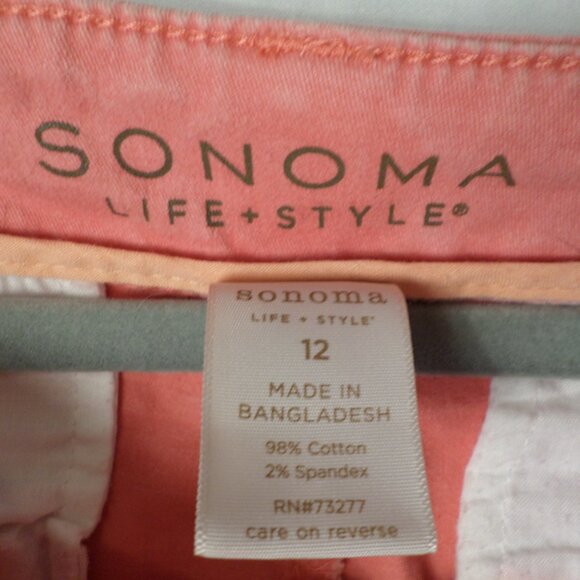 SONOMA
LIFE + STYLE®
sonoma
LIFE + STYLE®
12
MADE IN
BANGLADESH
98% Cotton
2% Spandex
RN#73277
care on reverse